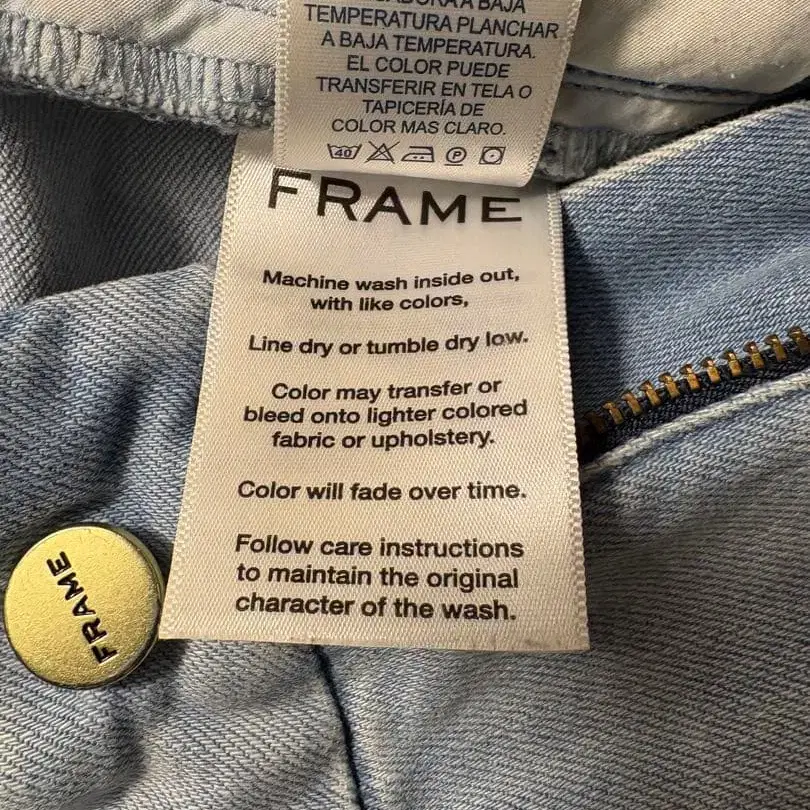 A BAJA
TEMPERATURA PLANCHAR
A BAJA TEMPERATURA.
EL COLOR PUEDE
TRANSFERIR EN TELA O
TAPICERÍA DE
COLOR MAS CLARO.
40 P
FRAME
Machine wash inside out,
with like colors,
Line dry or tumble dry low.
Color may transfer or
bleed onto lighter colored
fabric or upholstery.
Color will fade over time.
Follow care instructions
to maintain the original
character of the wash.
FRAME